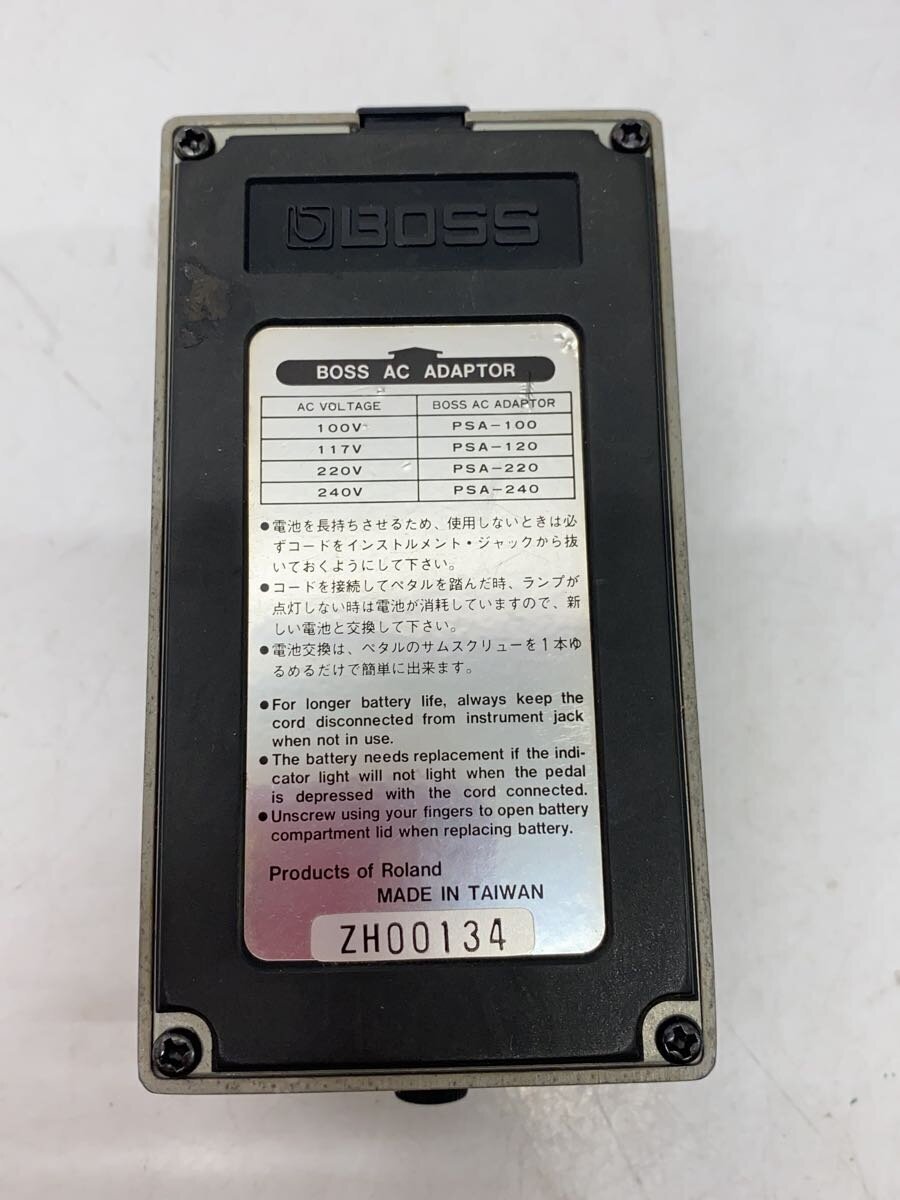 BOSS
BOSS AC ADAPTOR
AC VOLTAGE BOSS AC ADAPTOR
100V PSA-100
117V PSA-120
220V PSA-220
240V PSA-240
●電池を長持ちさせるため、使用しないときは必
ずコードをインストルメント・ジャックから抜
いておくようにして下さい。
●コードを接続してペタルを踏んだ時、ランプが
点灯しない時は電池が消耗していますので、新
しい電池と交換して下さい。
●電池交換は、ペタルのサムスクリューを1本ゆ
るめるだけで簡単に出来ます。
●For longer battery life, always keep the
cord disconnected from instrument jack
when not in use.
●The battery needs replacement if the indi-
cator light will not light when the pedal
is depressed with the cord connected.
●Unscrew using your fingers to open battery
compartment lid when replacing battery.
Products of Roland
MADE IN TAIWAN
ZH00134